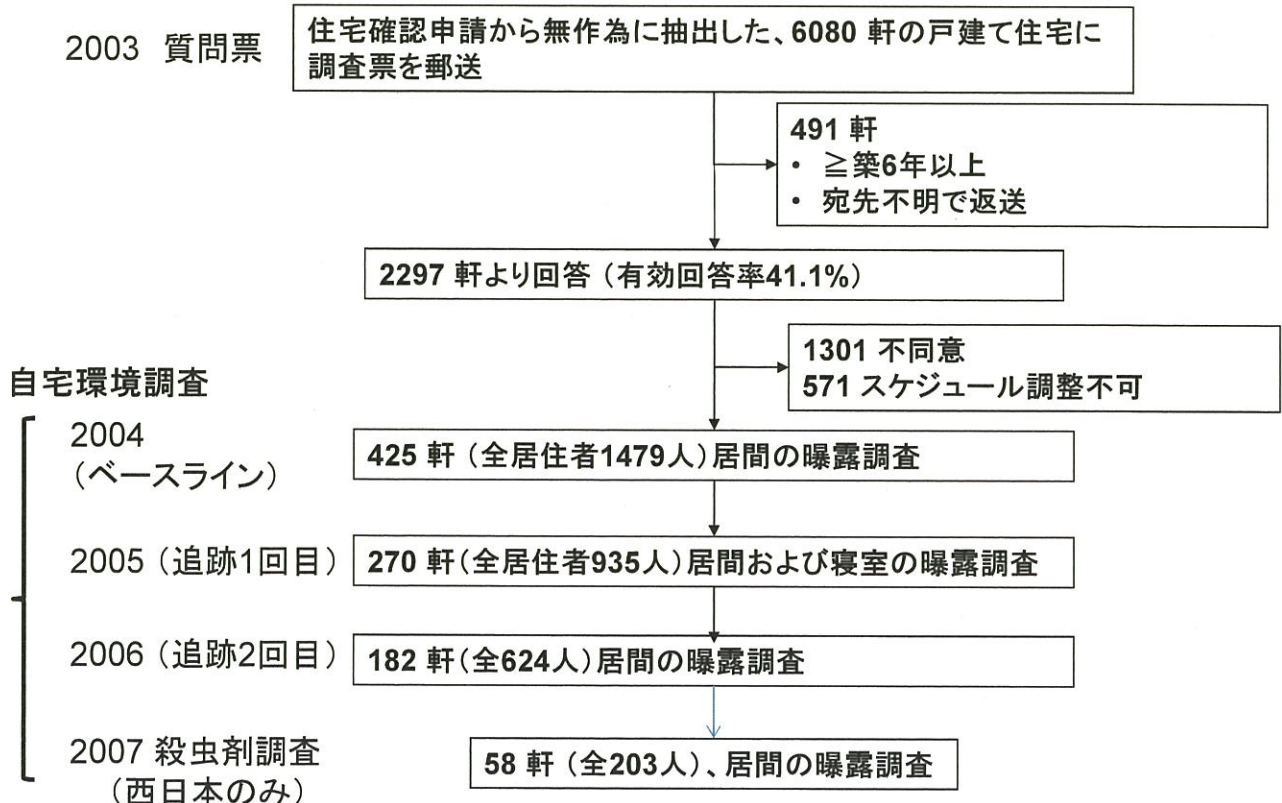 2003 質問票
住宅確認申請から無作為に抽出した、6080 軒の戸建て住宅に
調査票を郵送
491 軒
・ ≧築6年以上
・ 宛先不明で返送
2297 軒より回答（有効回答率41.1%）
1301 不同意
571 スケジュール調整不可
自宅環境調査
2004
（ベースライン）
425 軒（全居住者1479人）居間の曝露調査
2005（追跡1回目）
270 軒（全居住者935人）居間および寝室の曝露調査
2006（追跡2回目）
182 軒（全624人）居間の曝露調査
2007 殺虫剤調査
（西日本のみ）
58 軒（全203人）、居間の曝露調査